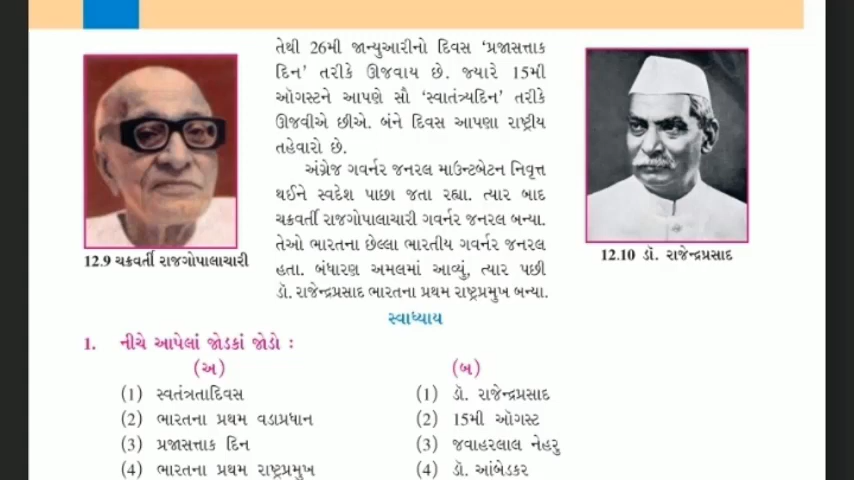 તેથી 26મી જાન્યુઆરીનો દિવસ ‘પ્રજાસત્તાક
દિન’ તરીકે ઊજવાય છે. જ્યારે 15મી
ઑગસ્ટને આપણે સૌ ‘સ્વાતંત્ર્યદિન’ તરીકે
ઊજવીએ છીએ. બંને દિવસ આપણા રાષ્ટ્રીય
તહેવારો છે.
અંગ્રેજ ગવર્નર જનરલ માઉન્ટબેટન નિવૃત્ત
થઈને સ્વદેશ પાછા જતા રહ્યા. ત્યાર બાદ
ચક્રવર્તી રાજગોપાલાચારી ગવર્નર જનરલ બન્યા.
તેઓ ભારતના છેલ્લા ભારતીય ગવર્નર જનરલ
હતા. બંધારણ અમલમાં આવ્યું, ત્યાર પછી
ડૉ. રાજેન્દ્રપ્રસાદ ભારતના પ્રથમ રાષ્ટ્રપ્રમુખ બન્યા.
12.9 ચક્રવર્તી રાજગોપાલાચારી
12.10 ડૉ. રાજેન્દ્રપ્રસાદ
સ્વાધ્યાય
1. નીચે આપેલાં જોડકાં જોડો :
(અ)
(બ)
(1) સ્વતંત્રતાદિવસ
(1) ડૉ. રાજેન્દ્રપ્રસાદ
(2) ભારતના પ્રથમ વડાપ્રધાન
(2) 15મી ઑગસ્ટ
(3) પ્રજાસત્તાક દિન
(3) જવાહરલાલ નેહરુ
(4) ભારતના પ્રથમ રાષ્ટ્રપ્રમુખ
(4) ડૉ. આંબેડકર